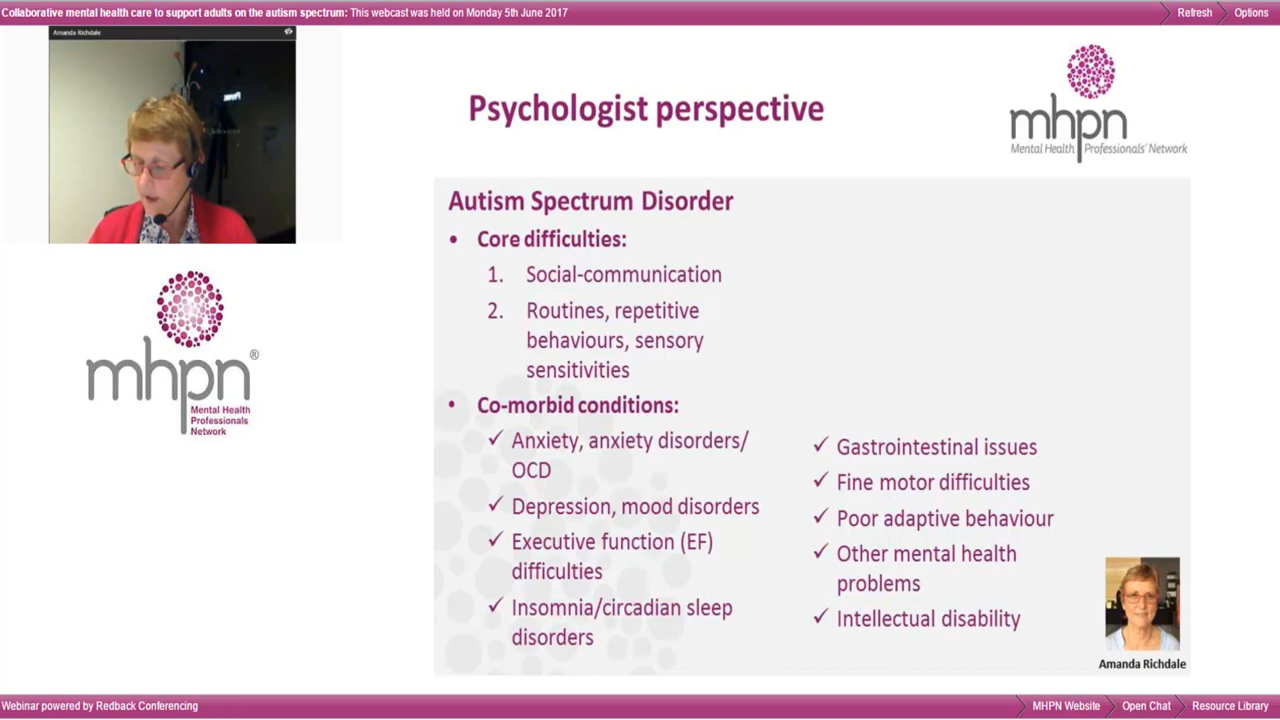 Collaborative mental health care to support adults on the autism spectrum: This webcast was held on Monday 5th June 2017
Refresh
Options
Amanda Richdale
Psychologist perspective
mhpn
Mental Health Professionals' Network
mhpn®
Mental Health
Professionals
Network
Autism Spectrum Disorder
• Core difficulties:
1. Social-communication
2. Routines, repetitive
behaviours, sensory
sensitivities
• Co-morbid conditions:
✓ Anxiety, anxiety disorders/
OCD
✓ Depression, mood disorders
✓ Executive function (EF)
difficulties
✓ Insomnia/circadian sleep
disorders
✓ Gastrointestinal issues
✓ Fine motor difficulties
✓ Poor adaptive behaviour
✓ Other mental health
problems
✓ Intellectual disability
Amanda Richdale
Webinar powered by Redback Conferencing
MHPN Website
Open Chat
Resource Library